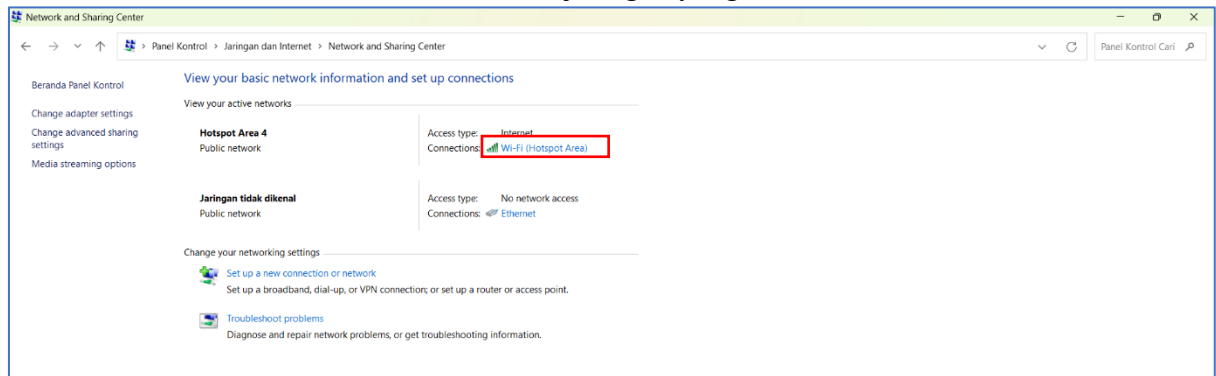 Network and Sharing Center
Panel Kontrol > Jaringan dan Internet > Network and Sharing Center
Panel Kontrol Cari
Beranda Panel Kontrol
Change adapter settings
Change advanced sharing
settings
Media streaming options
View your basic network information and set up connections
View your active networks
Hotspot Area 4
Public network
Access type: Internet
Connections: Wi-Fi (Hotspot Area)
Jaringan tidak dikenal
Public network
Access type: No network access
Connections: Ethernet
Change your networking settings
Set up a new connection or network
Set up a broadband, dial-up, or VPN connection; or set up a router or access point.
Troubleshoot problems
Diagnose and repair network problems, or get troubleshooting information.